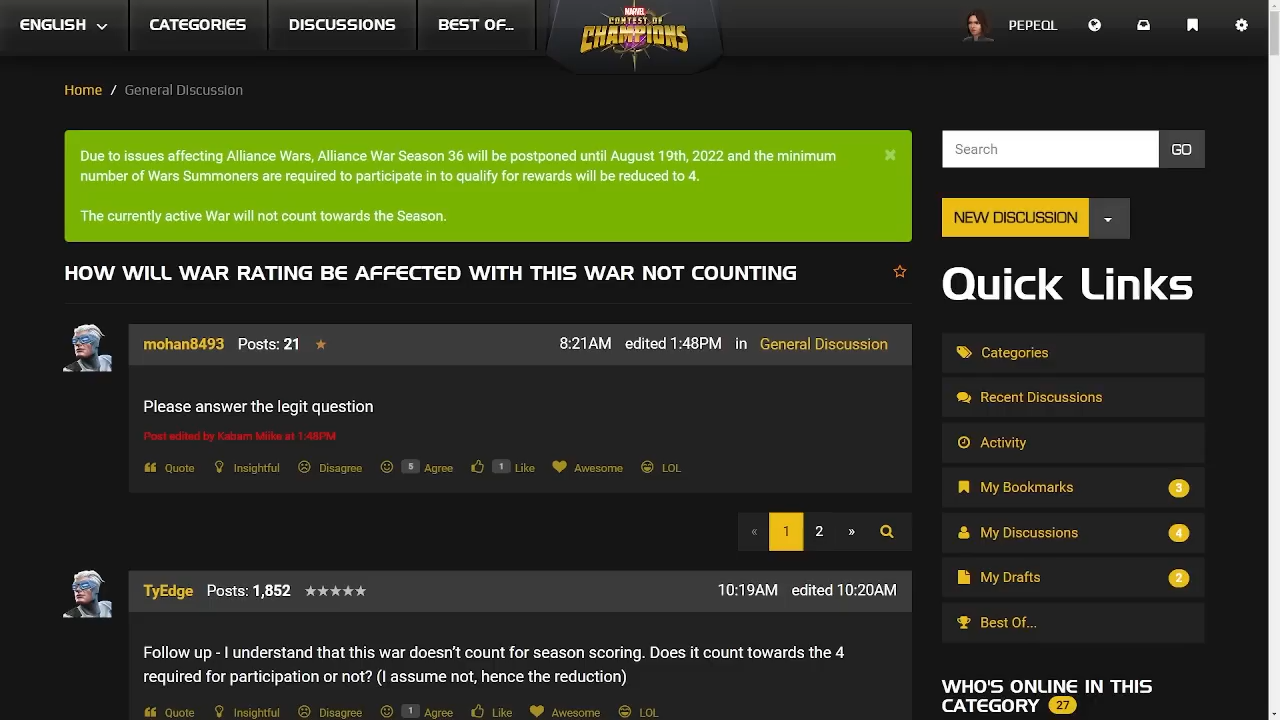 ENGLISH CATEGORIES DISCUSSIONS BEST OF... MARVEL CONTEST OF CHAMPIONS PEPEQL
Home / General Discussion
Due to issues affecting Alliance Wars, Alliance War Season 36 will be postponed until August 19th, 2022 and the minimum
number of Wars Summoners are required to participate in to qualify for rewards will be reduced to 4.
The currently active War will not count towards the Season.
HOW WILL WAR RATING BE AFFECTED WITH THIS WAR NOT COUNTING
mohan8493 Posts: 21 ★ 8:21AM edited 1:48PM in General Discussion
Please answer the legit question
Post edited by Kabam Miike at 1:48PM
Quote Insightful Disagree 5 Agree 1 Like Awesome LOL
« 1 2 »
TyEdge Posts: 1,852 ★★★★★ 10:19AM edited 10:20AM
Follow up - I understand that this war doesn’t count for season scoring. Does it count towards the 4
required for participation or not? (I assume not, hence the reduction)
Quote Insightful Disagree 1 Agree Like Awesome LOL
Search GO
NEW DISCUSSION
Quick Links
Categories
Recent Discussions
Activity
My Bookmarks 3
My Discussions 4
My Drafts 2
Best Of...
WHO'S ONLINE IN THIS
CATEGORY 27